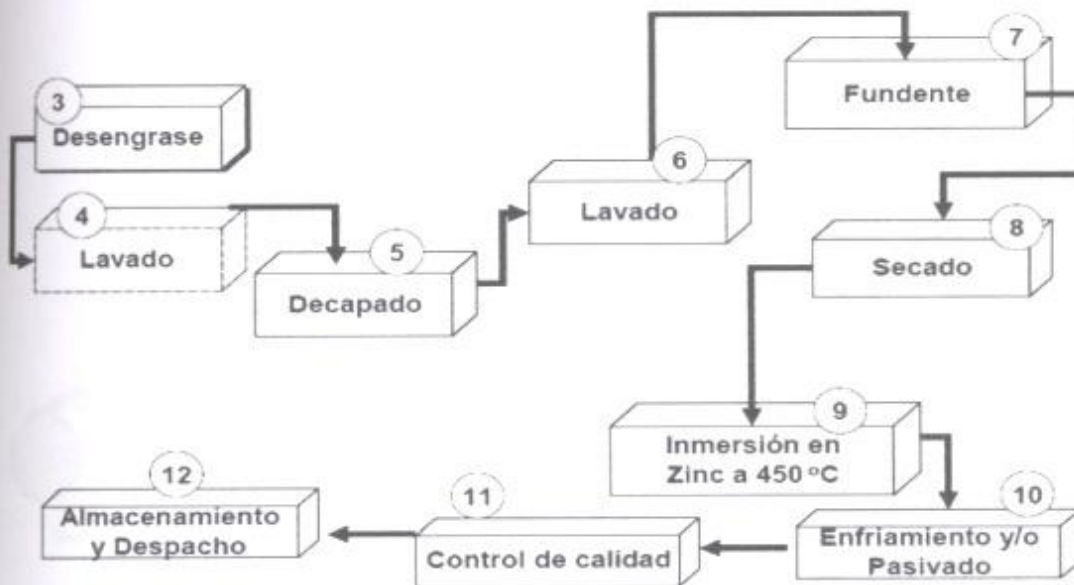 3
Desengrase
4
Lavado
5
Decapado
6
Lavado
7
Fundente
8
Secado
9
Inmersión en
Zinc a 450 ºC
10
Enfriamiento y/o
Pasivado
11
Control de calidad
12
Almacenamiento
y Despacho